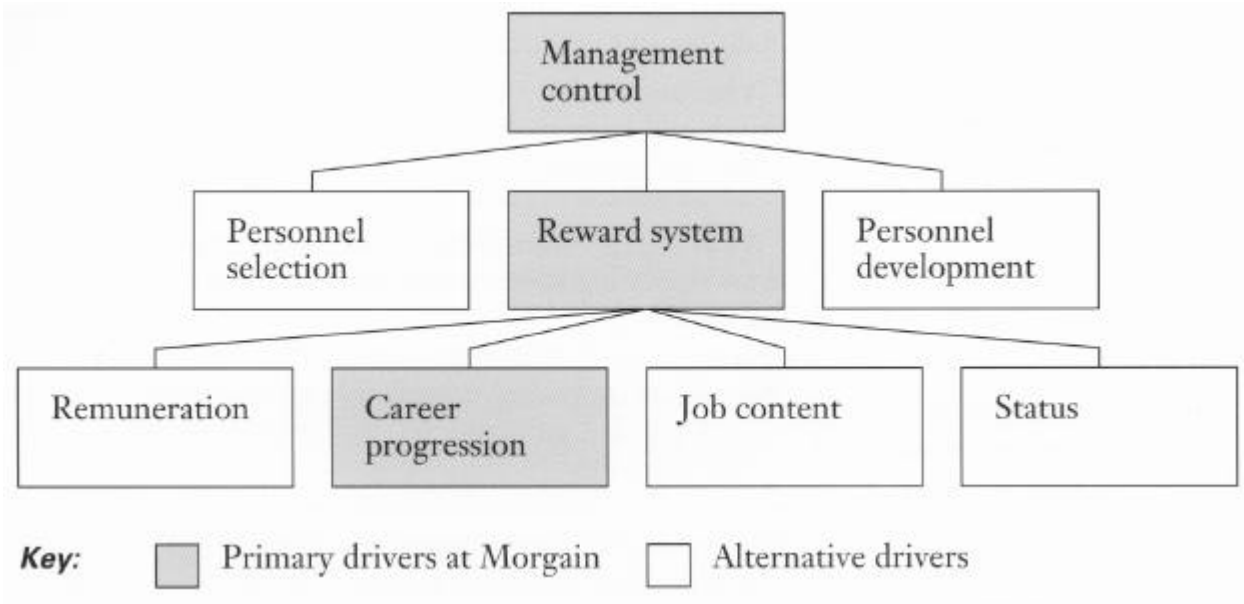 Management
control
Personnel
selection
Reward system
Personnel
development
Remuneration
Career
progression
Job content
Status
Key:
Primary drivers at Morgain
Alternative drivers